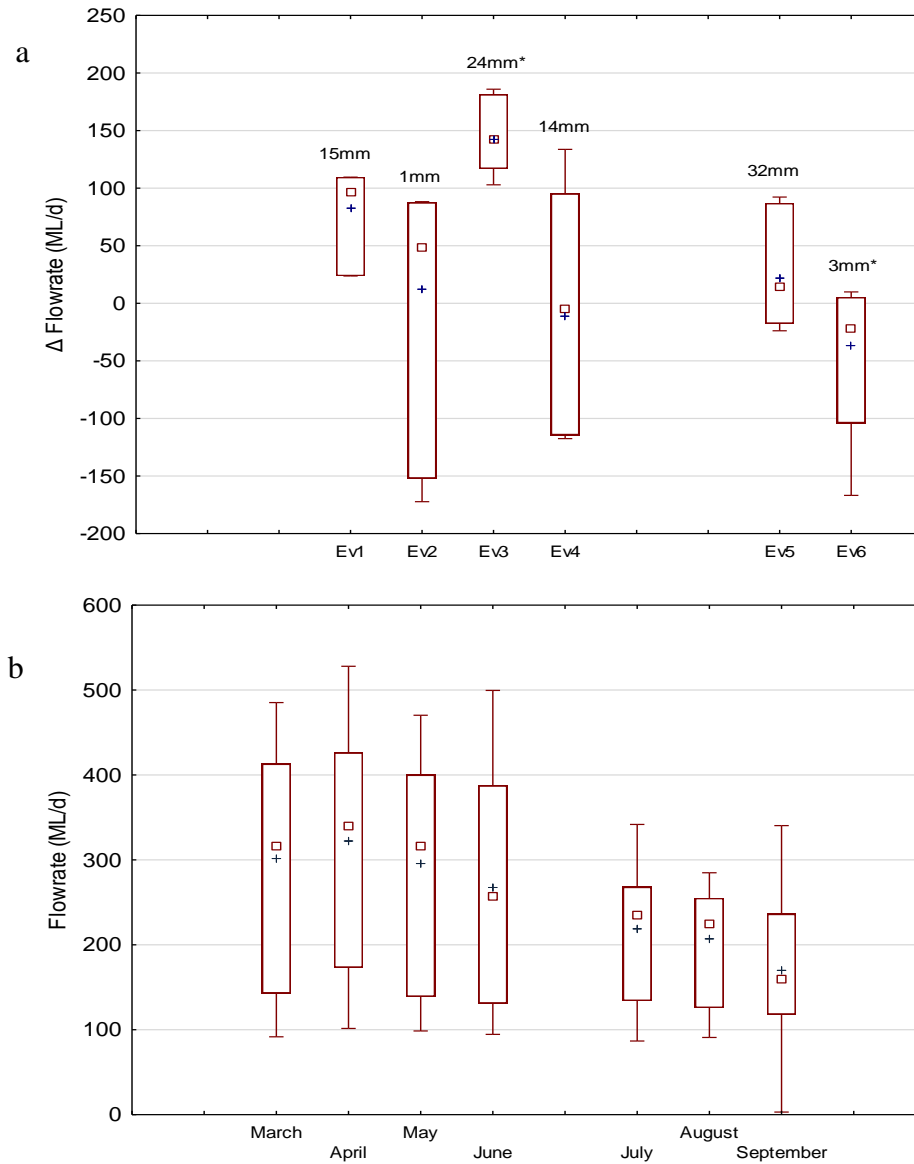 a
250
200
150
100
50
0
-50
-100
-150
-200
Δ Flowrate (ML/d)
15mm
1mm
24mm*
14mm
32mm
3mm*
Ev1 Ev2 Ev3 Ev4 Ev5 Ev6
b
600
500
400
300
200
100
0
Flowrate (ML/d)
March May August
April June July September